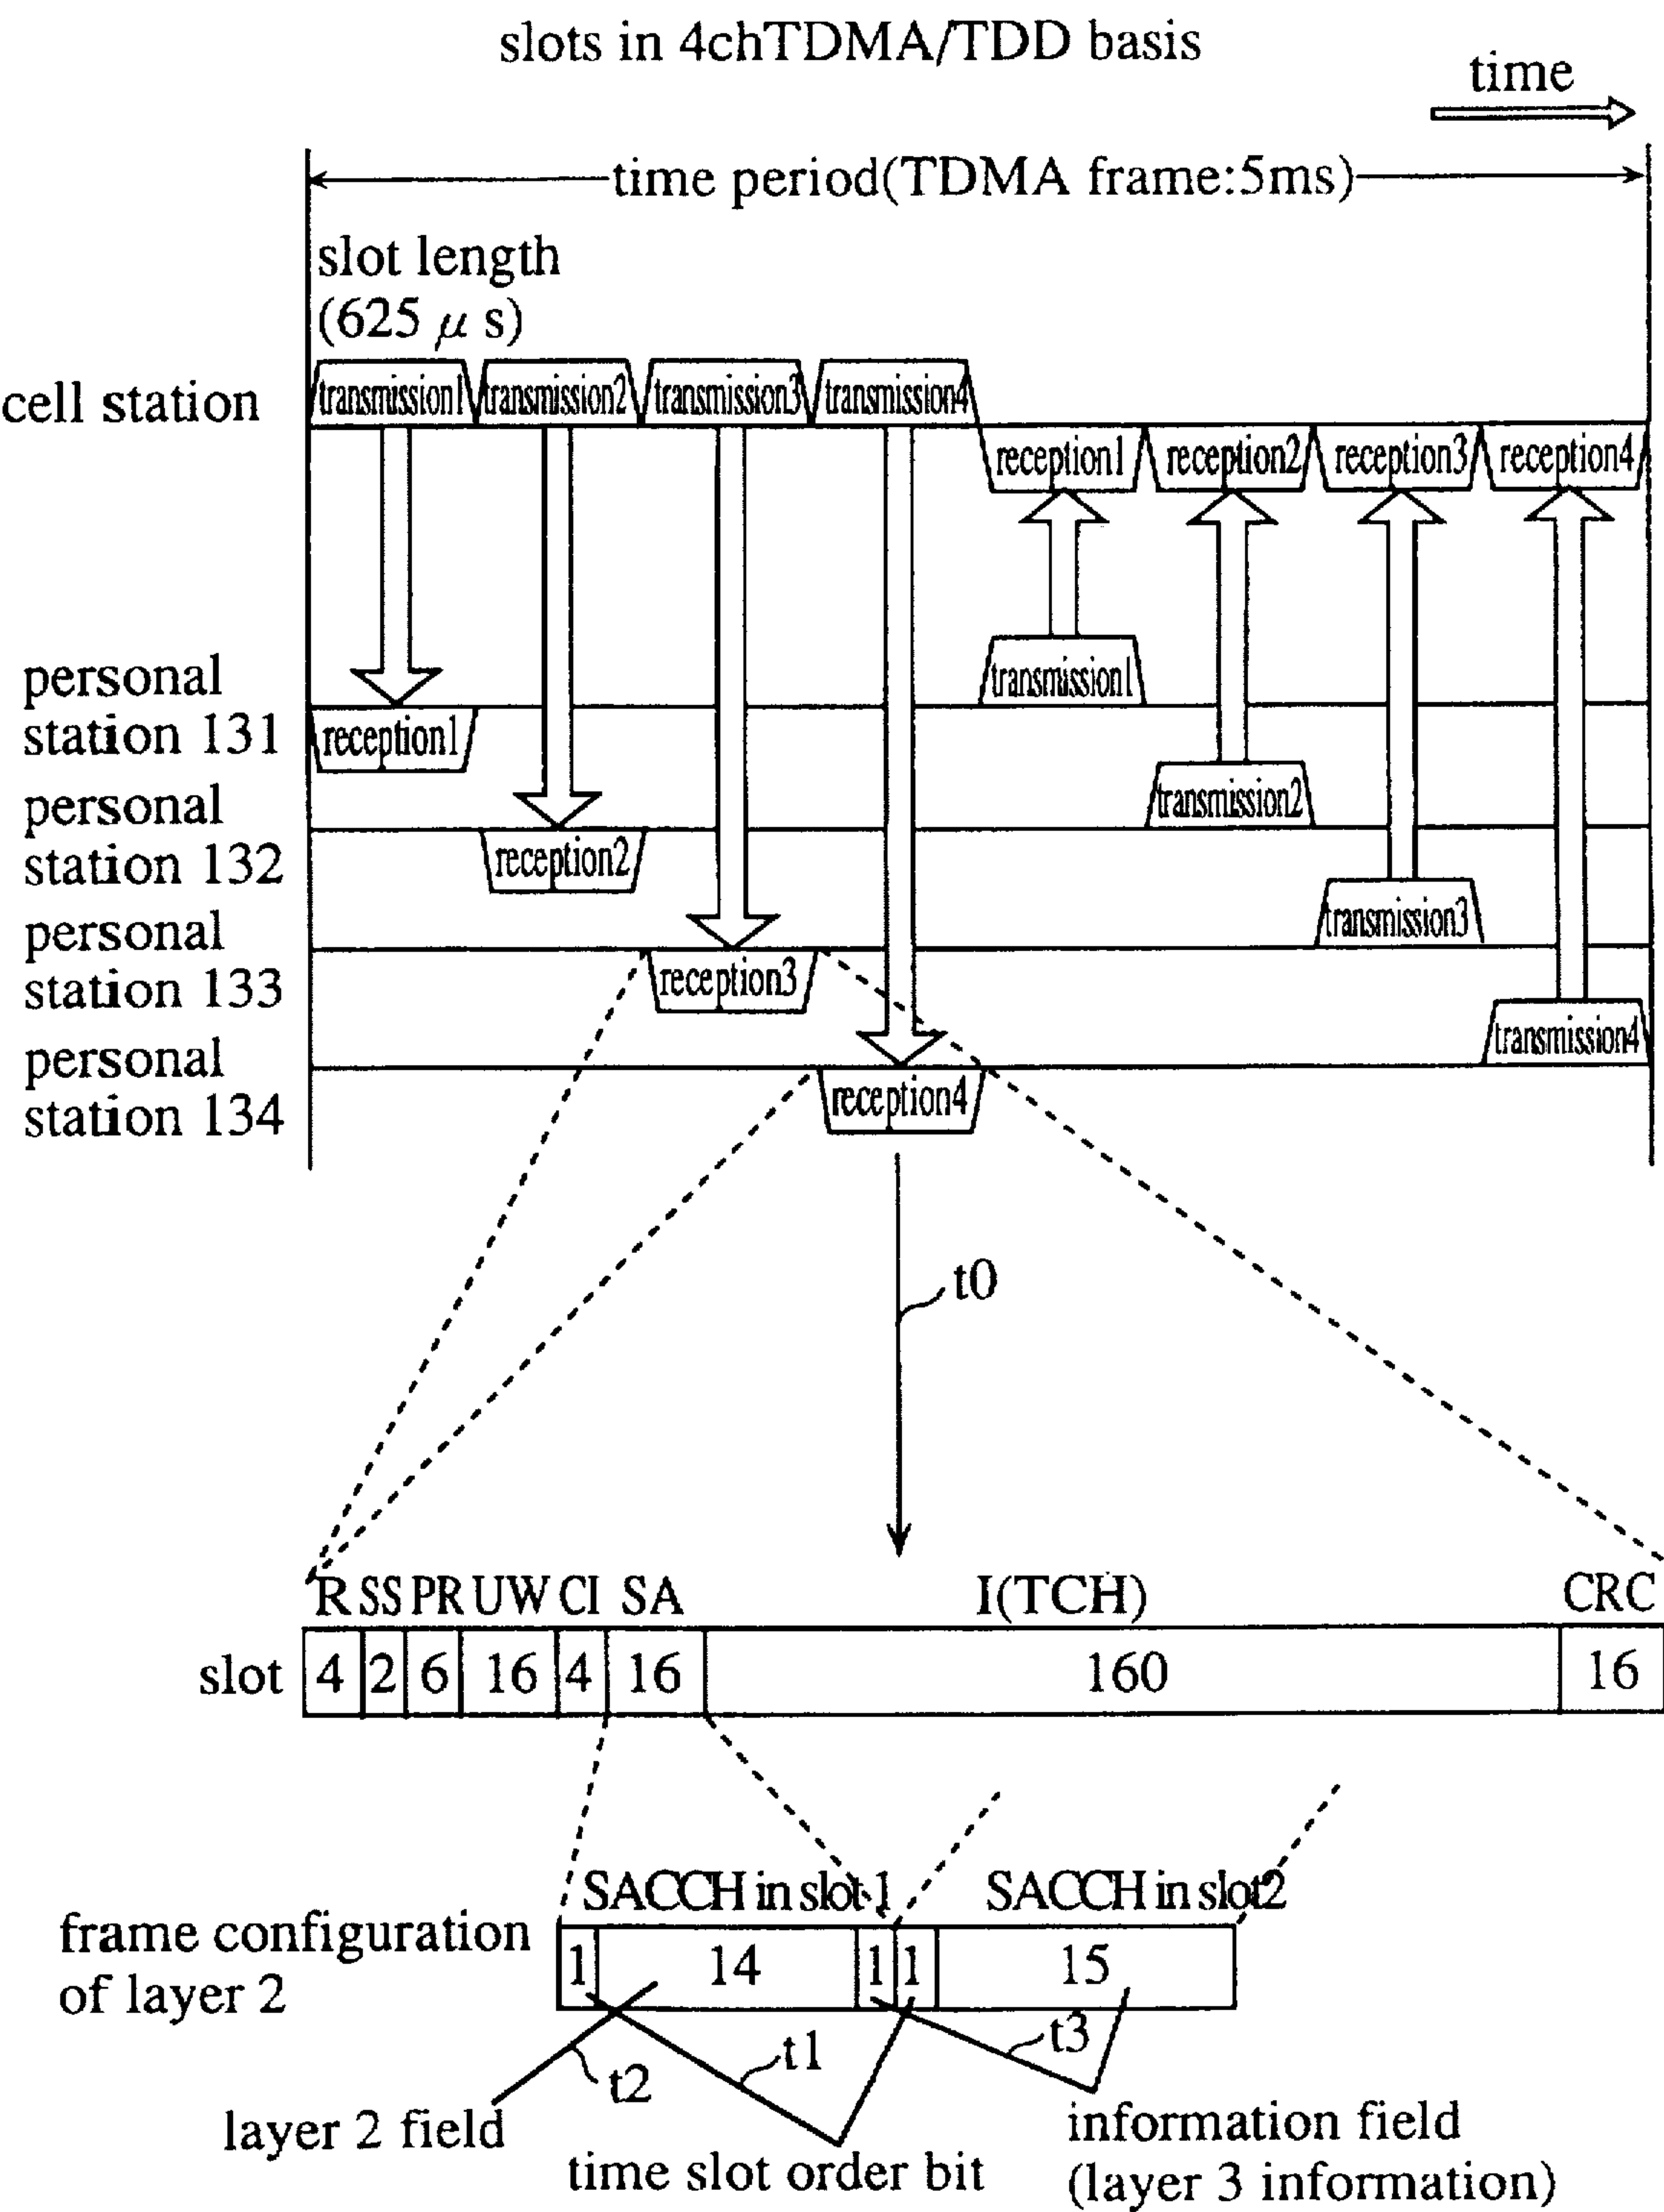 slots in 4chTDMA/TDD basis
time
time period(TDMA frame:5ms)
slot length
(625 μ s)
cell station
transmission1 transmission2 transmission3 transmission4
reception1 reception2 reception3 reception4
personal
station 131
transmission1
reception1
personal
station 132
transmission2
reception2
personal
station 133
transmission3
reception3
personal
station 134
transmission4
reception4
t0
R SS PR UW CI SA I(TCH) CRC
slot 4 2 6 16 4 16 160 16
SACCH in slot 1 SACCH in slot2
frame configuration
of layer 2
1 14 1 1 15
t2 t1 t3
layer 2 field
time slot order bit
information field
(layer 3 information)